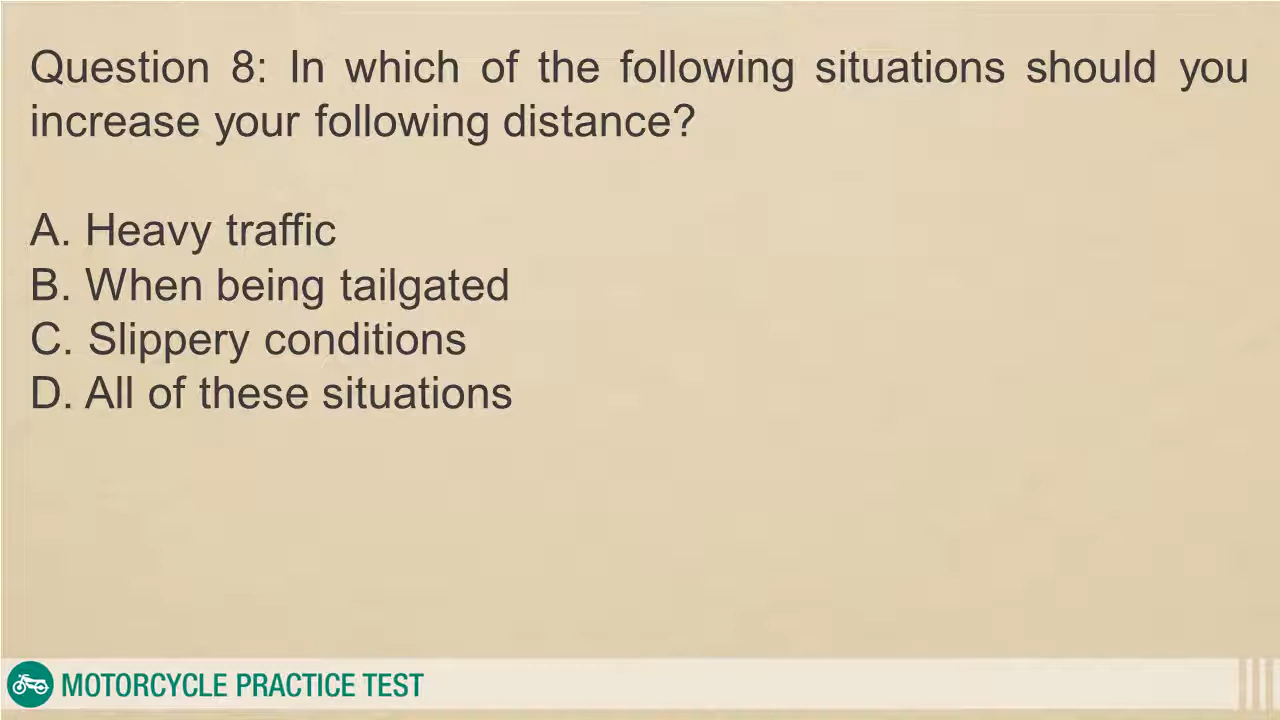 Question 8: In which of the following situations should you
increase your following distance?
A. Heavy traffic
B. When being tailgated
C. Slippery conditions
D. All of these situations
MOTORCYCLE PRACTICE TEST